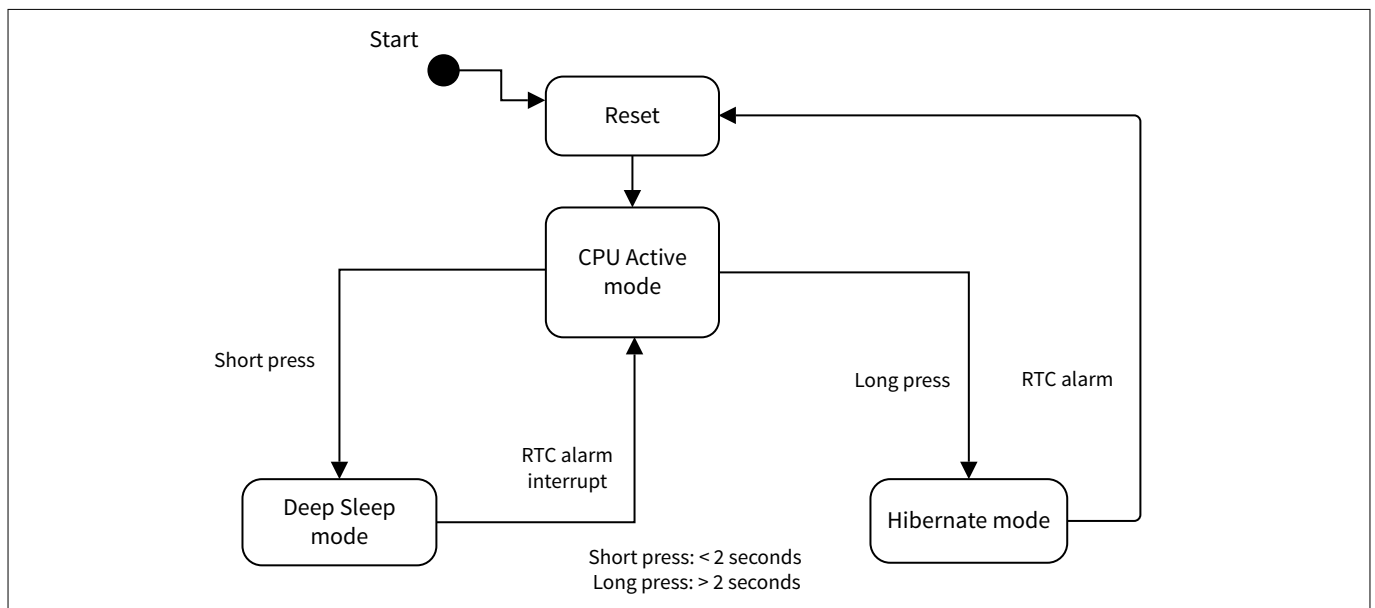 Start
Reset
CPU Active
mode
Short press
Long press
RTC alarm
RTC alarm
interrupt
Deep Sleep
mode
Hibernate mode
Short press: < 2 seconds
Long press: > 2 seconds